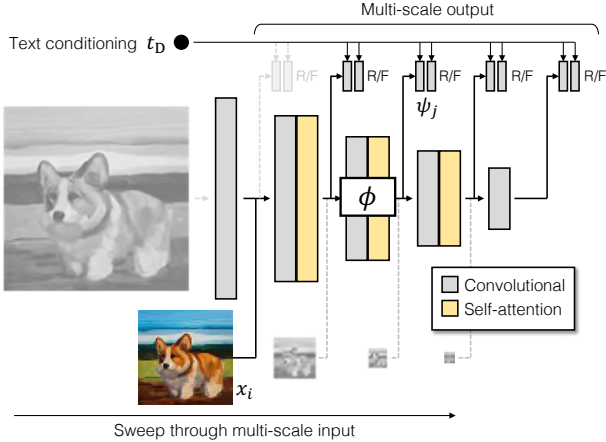 Multi-scale output
Text conditioning t_D
R/F R/F R/F R/F R/F
ψ_j
ϕ
Convolutional
Self-attention
x_i
Sweep through multi-scale input